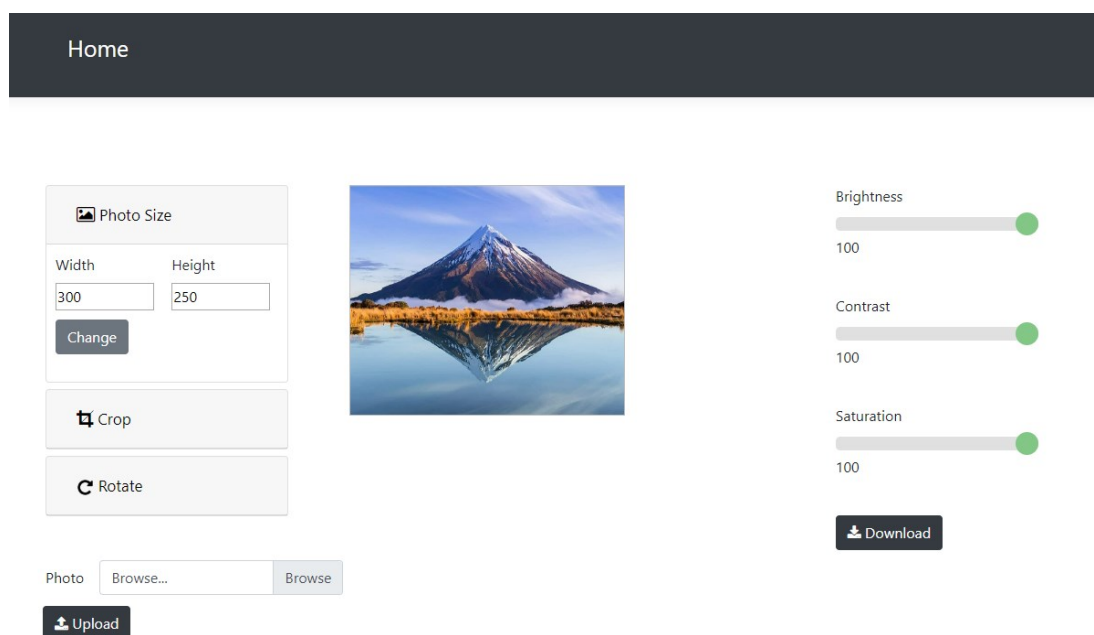 Home
Photo Size
Width Height
300 250
Change
Crop
Rotate
Photo Browse... Browse
Upload
Brightness
100
Contrast
100
Saturation
100
Download